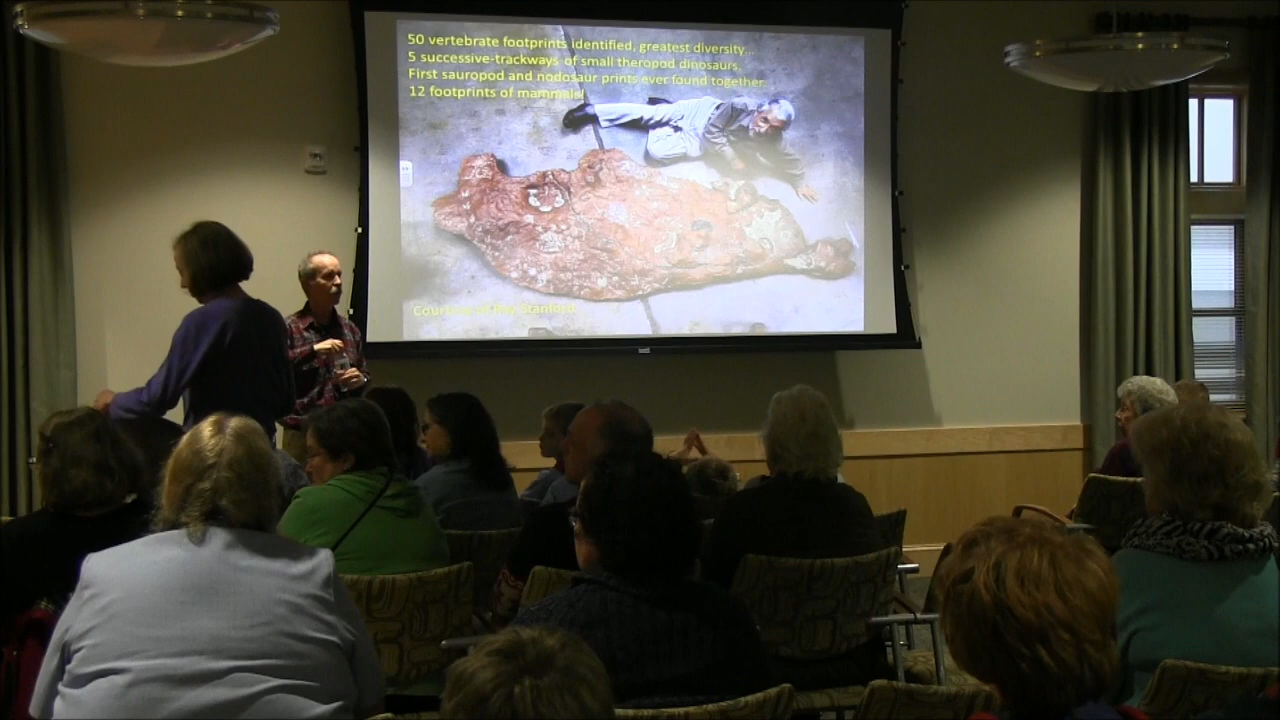 50 vertebrate footprints identified, greatest diversity...
5 successive-trackways of small theropod dinosaurs.
First sauropod and nodosaur prints ever found together.
12 footprints of mammals!
Courtesy of Ray Stanford